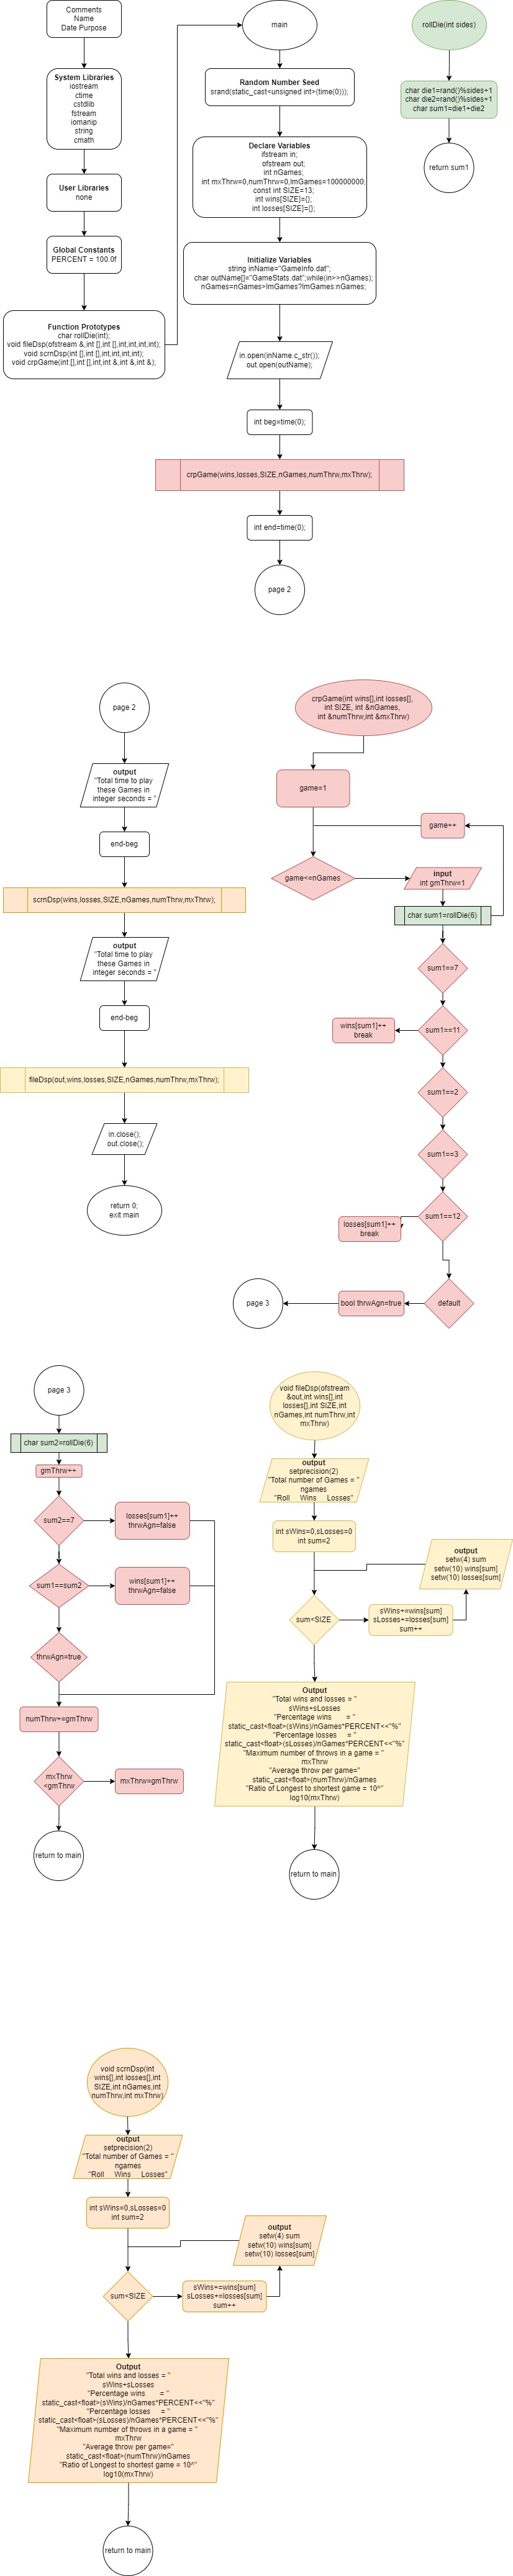 Comments
Name
Date Purpose
System Libraries
iostream
ctime
cstdlib
fstream
iomanip
string
cmath
User Libraries
none
Global Constants
PERCENT = 100.0f
Function Prototypes
char rollDie(int);
void fileDsp(ofstream &,int [],int [],int,int,int,int);
void scrnDsp(int [],int [],int,int,int,int);
void crpGame(int [],int [],int,int &,int &,int &);
main
Random Number Seed
srand(static_cast<unsigned int>(time(0)));
Declare Variables
ifstream in;
ofstream out;
int nGames;
int mxThrw=0,numThrw=0,lmGames=100000000;
const int SIZE=13;
int wins[SIZE]={};
int losses[SIZE]={};
Initialize Variables
string inName="GameInfo.dat";
char outName[]="GameStats.dat";while(in>>nGames);
nGames=nGames>lmGames?lmGames:nGames;
in.open(inName.c_str());
out.open(outName);
int beg=time(0);
crpGame(wins,losses,SIZE,nGames,numThrw,mxThrw);
int end=time(0);
page 2
rollDie(int sides)
char die1=rand()%sides+1
char die2=rand()%sides+1
char sum1=die1+die2
return sum1
page 2
output
"Total time to play
these Games in
integer seconds = "
end-beg
scrnDsp(wins,losses,SIZE,nGames,numThrw,mxThrw);
output
"Total time to play
these Games in
integer seconds = "
end-beg
fileDsp(out,wins,losses,SIZE,nGames,numThrw,mxThrw);
in.close();
out.close();
return 0;
exit main
crpGame(int wins[],int losses[],
int SIZE, int &nGames,
int &numThrw,int &mxThrw)
game=1
game++
game<=nGames
input
int gmThrw=1
char sum1=rollDie(6)
sum1==7
sum1==11
wins[sum1]++
break
sum1==2
sum1==3
sum1==12
losses[sum1]++
break
default
bool thrwAgn=true
page 3
page 3
char sum2=rollDie(6)
gmThrw++
sum2==7
losses[sum1]++
thrwAgn=false
sum1==sum2
wins[sum1]++
thrwAgn=false
thrwAgn=true
numThrw+=gmThrw
mxThrw
<gmThrw
mxThrw=gmThrw
return to main
void fileDsp(ofstream
&out,int wins[],int
losses[],int SIZE,int
nGames,int numThrw,int
mxThrw)
output
setprecision(2)
"Total number of Games = "
ngames
"Roll Wins Losses"
int sWins=0,sLosses=0
int sum=2
output
setw(4) sum
setw(10) wins[sum]
setw(10) losses[sum]
sum<SIZE
sWins+=wins[sum]
sLosses+=losses[sum]
sum++
Output
"Total wins and losses = "
sWins+sLosses
"Percentage wins = "
static_cast<float>(sWins)/nGames*PERCENT<<"%"
"Percentage losses = "
static_cast<float>(sLosses)/nGames*PERCENT<<"%"
"Maximum number of throws in a game = "
mxThrw
"Average throw per game="
static_cast<float>(numThrw)/nGames
"Ratio of Longest to shortest game = 10^"
log10(mxThrw)
return to main
void scrnDsp(int
wins[],int losses[],int
SIZE,int nGames,int
numThrw,int mxThrw)
output
setprecision(2)
"Total number of Games = "
ngames
"Roll Wins Losses"
int sWins=0,sLosses=0
int sum=2
output
setw(4) sum
setw(10) wins[sum]
setw(10) losses[sum]
sum<SIZE
sWins+=wins[sum]
sLosses+=losses[sum]
sum++
Output
"Total wins and losses = "
sWins+sLosses
"Percentage wins = "
static_cast<float>(sWins)/nGames*PERCENT<<"%"
"Percentage losses = "
static_cast<float>(sLosses)/nGames*PERCENT<<"%"
"Maximum number of throws in a game = "
mxThrw
"Average throw per game="
static_cast<float>(numThrw)/nGames
"Ratio of Longest to shortest game = 10^"
log10(mxThrw)
return to main